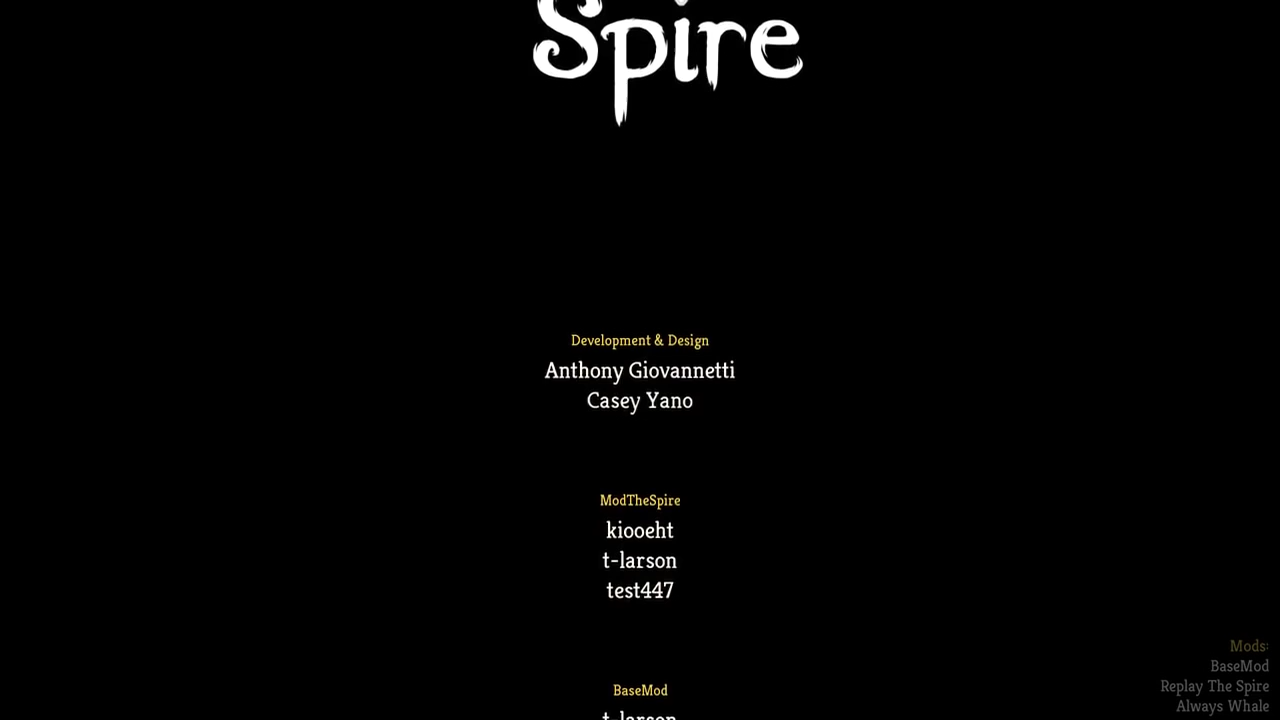 Spire
Development & Design
Anthony Giovannetti
Casey Yano
ModTheSpire
kiooeht
t-larson
test447
BaseMod
t-larson
Mods:
BaseMod
Replay The Spire
Always Whale